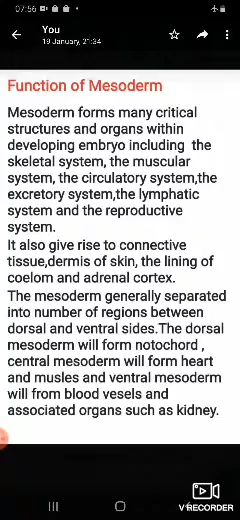 07:56
You
19 January, 21:34
Function of Mesoderm
Mesoderm forms many critical
structures and organs within
developing embryo including the
skeletal system, the muscular
system, the circulatory system,the
excretory system,the lymphatic
system and the reproductive
system.
It also give rise to connective
tissue,dermis of skin, the lining of
coelom and adrenal cortex.
The mesoderm generally separated
into number of regions between
dorsal and ventral sides.The dorsal
mesoderm will form notochord ,
central mesoderm will form heart
and musles and ventral mesoderm
will from blood vesels and
associated organs such as kidney.
V RECORDER